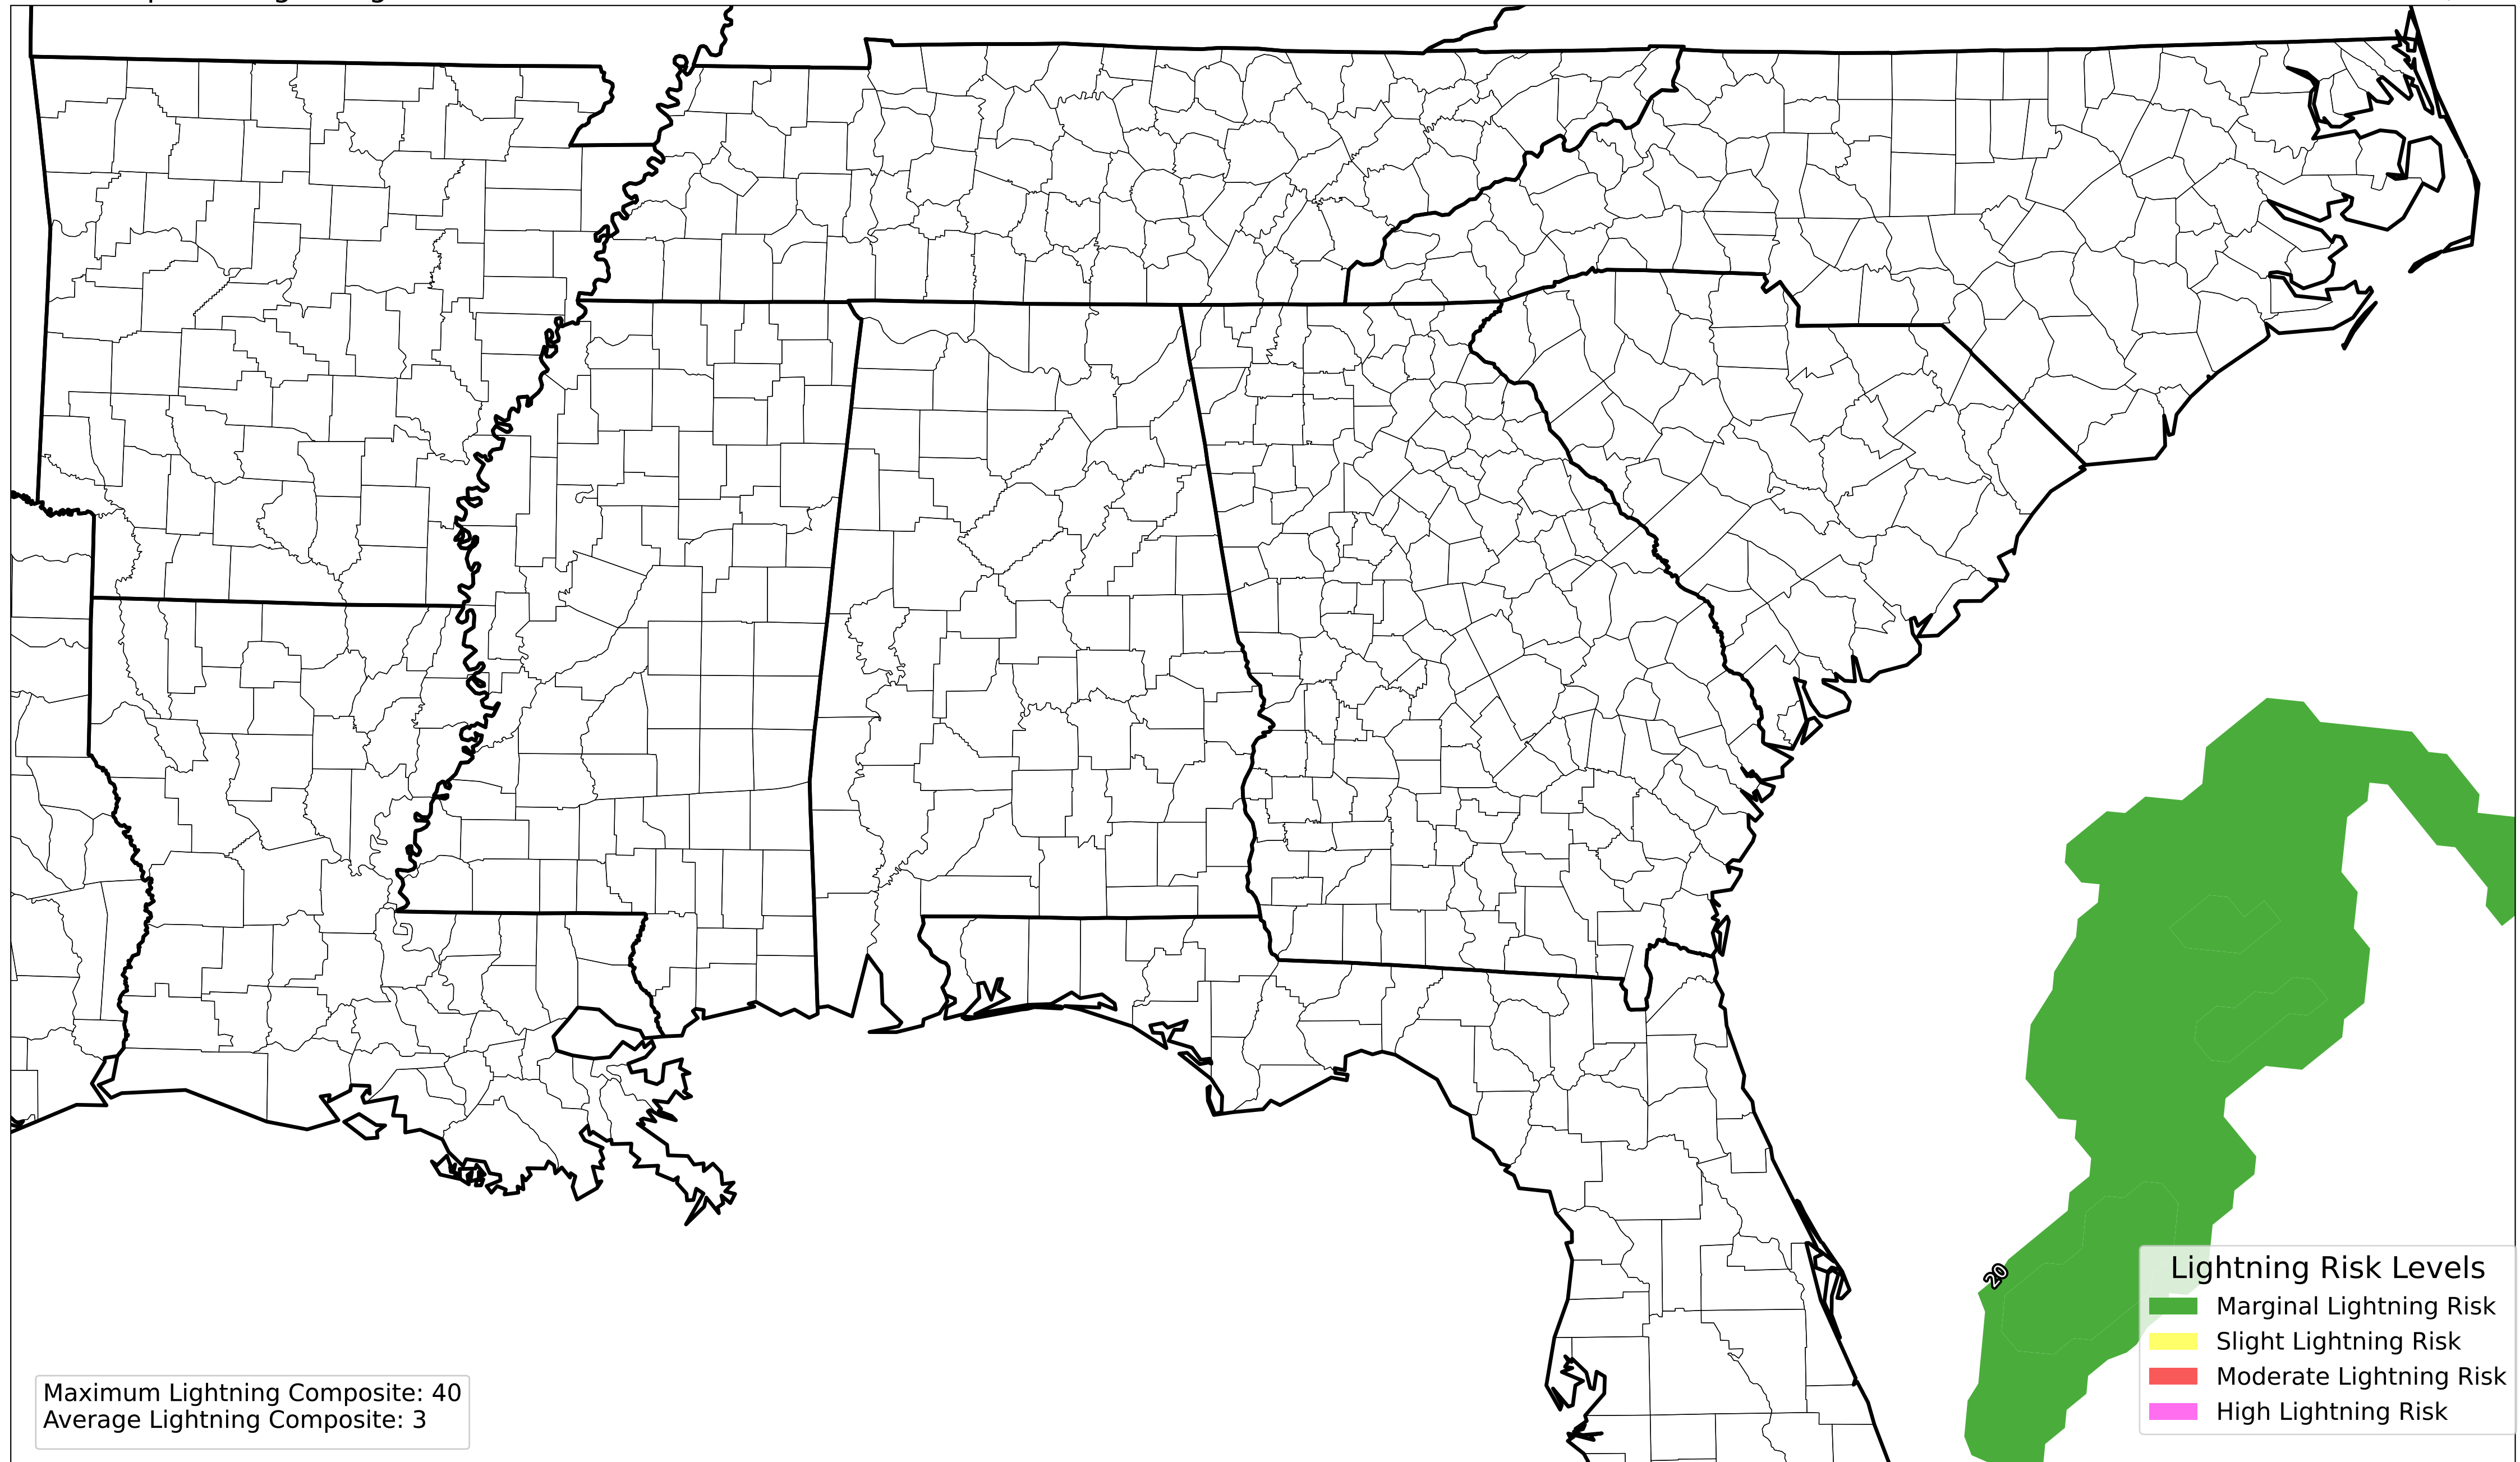 20
Lightning Risk Levels
Marginal Lightning Risk
Slight Lightning Risk
Moderate Lightning Risk
High Lightning Risk
Maximum Lightning Composite: 40
Average Lightning Composite: 3